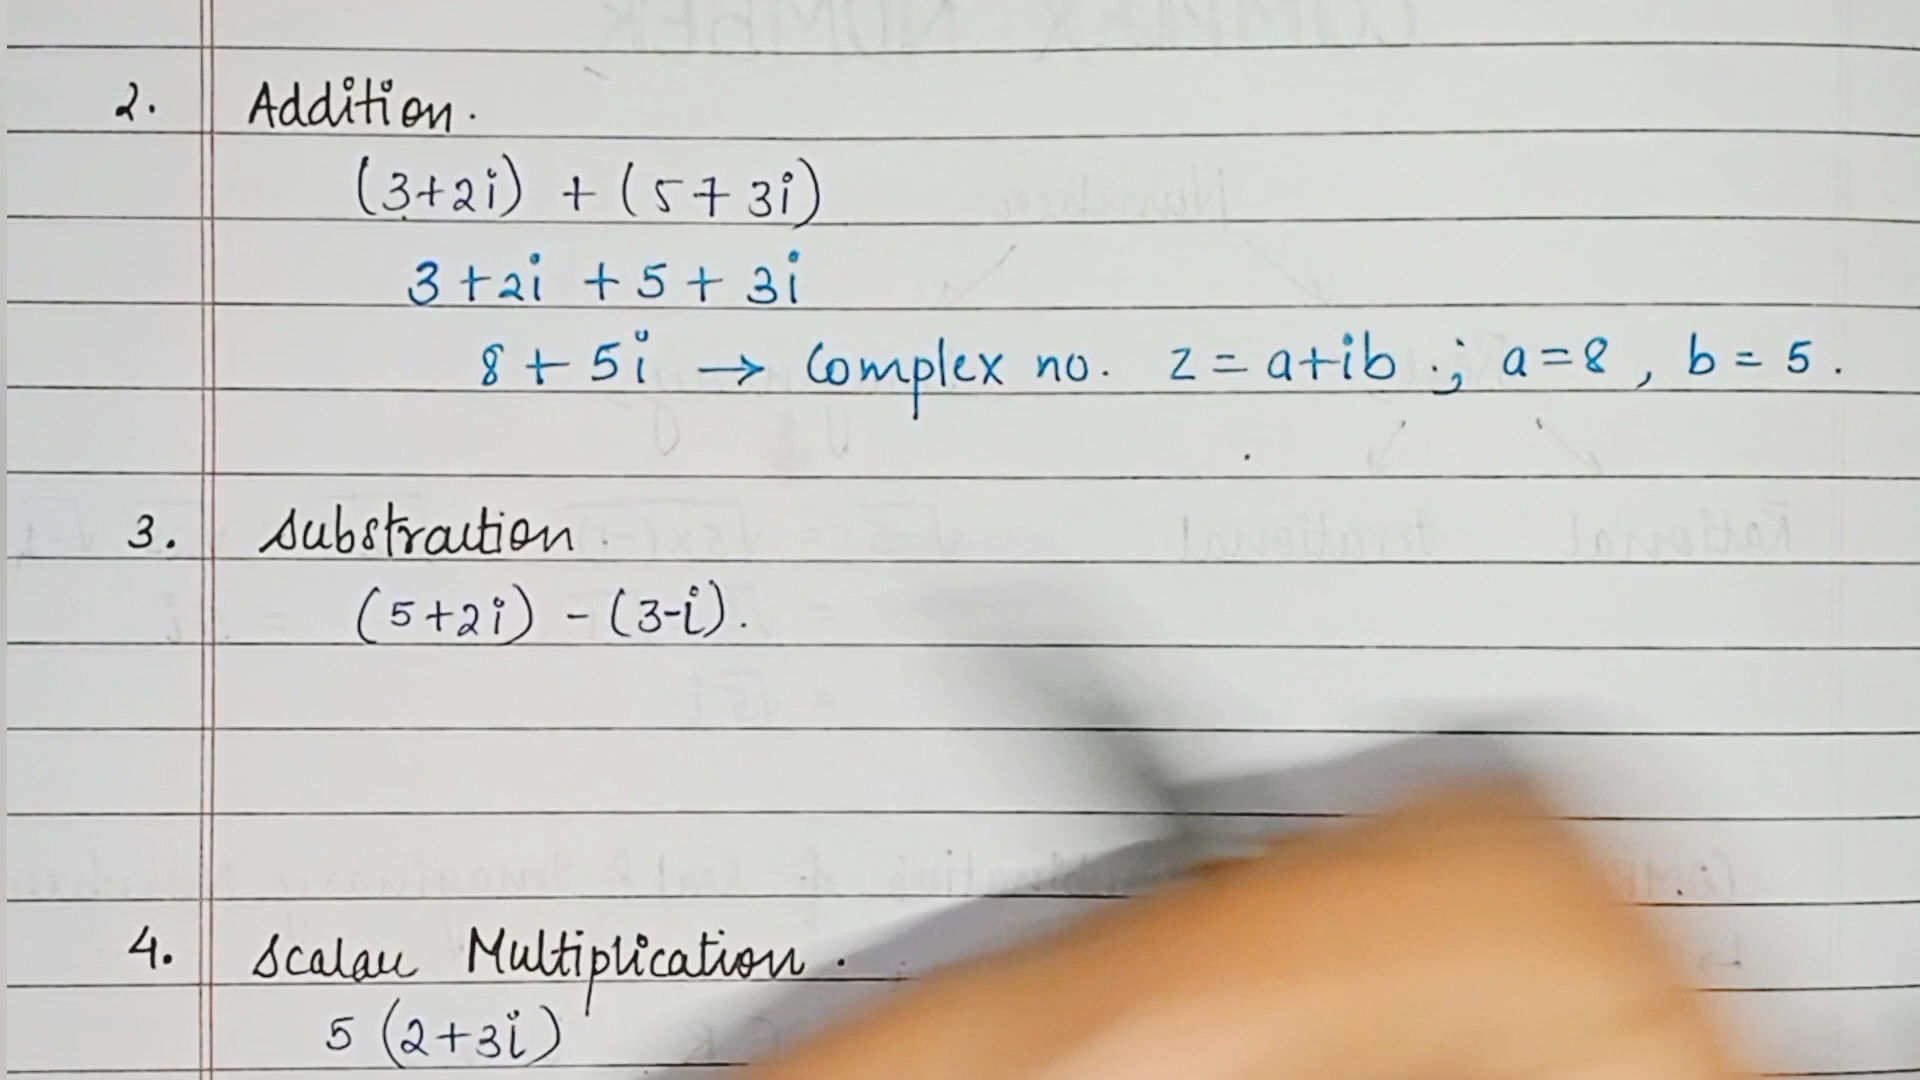 2. Addition.
(3+2i) + (5+3i)
3+2i +5+ 3i
8+5i → Complex no. z=a+ib ; a=8, b=5.
3. Substraction.
(5+2i) - (3-i).
4. Scalar Multiplication.
5 (2+3i)